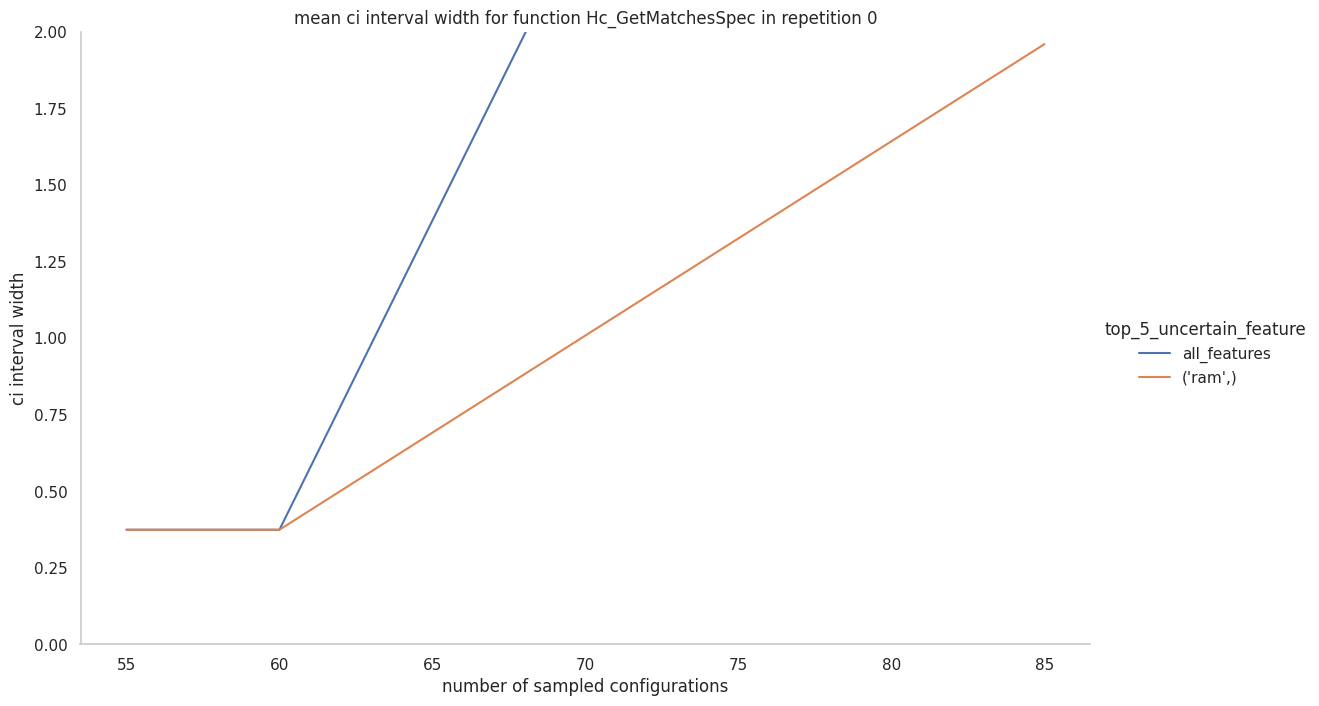 mean ci interval width for function Hc_GetMatchesSpec in repetition 0
2.00
1.75
1.50
1.25
1.00
0.75
0.50
0.25
0.00
ci interval width
55 60 65 70 75 80 85
number of sampled configurations
top_5_uncertain_feature
all_features
('ram',)